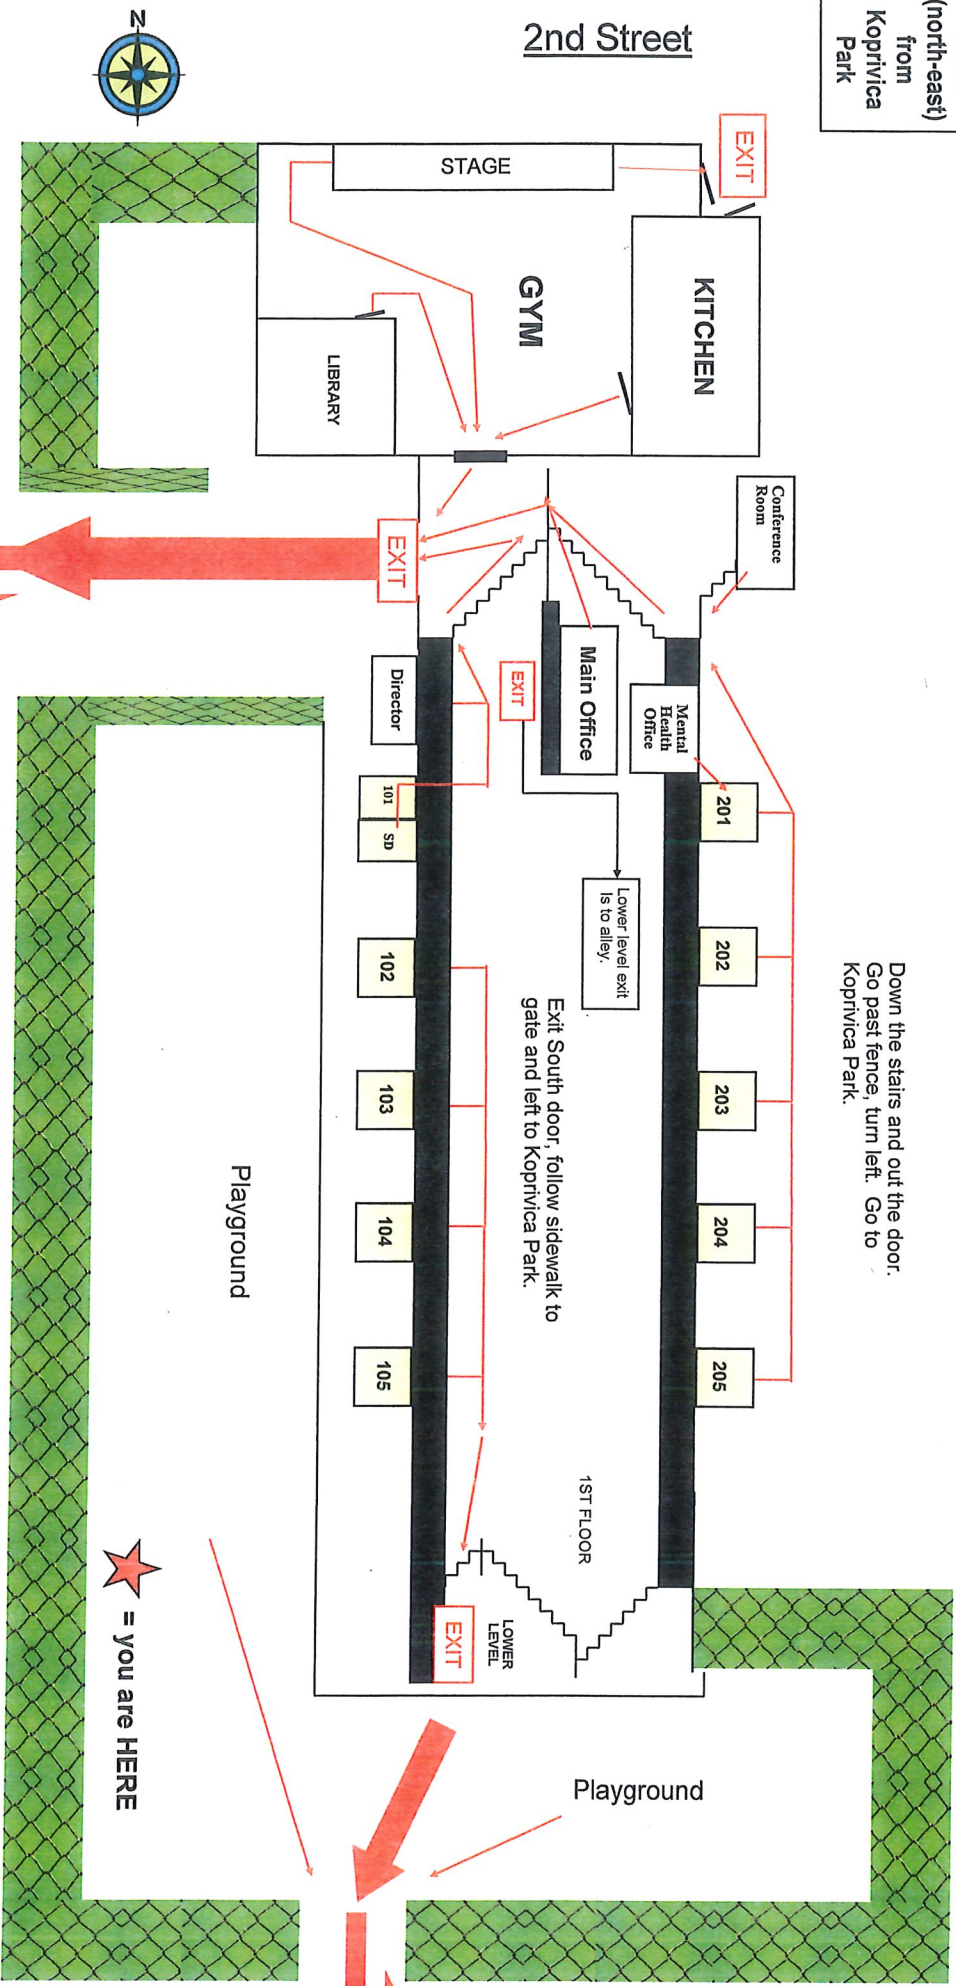 (north-east)
from
Koprivica
Park
2nd Street
N
EXIT
STAGE
KITCHEN
GYM
LIBRARY
Conference
Room
EXIT
Main Office
EXIT
Mental
Health
Office
Director
Lower level exit
Is to alley.
Down the stairs and out the door.
Go past fence, turn left. Go to
Koprivica Park.
201
202
203
204
205
Exit South door, follow sidewalk to
gate and left to Koprivica Park.
101
SD
102
103
104
105
1ST FLOOR
LOWER
LEVEL
EXIT
Playground
Playground
= you are HERE